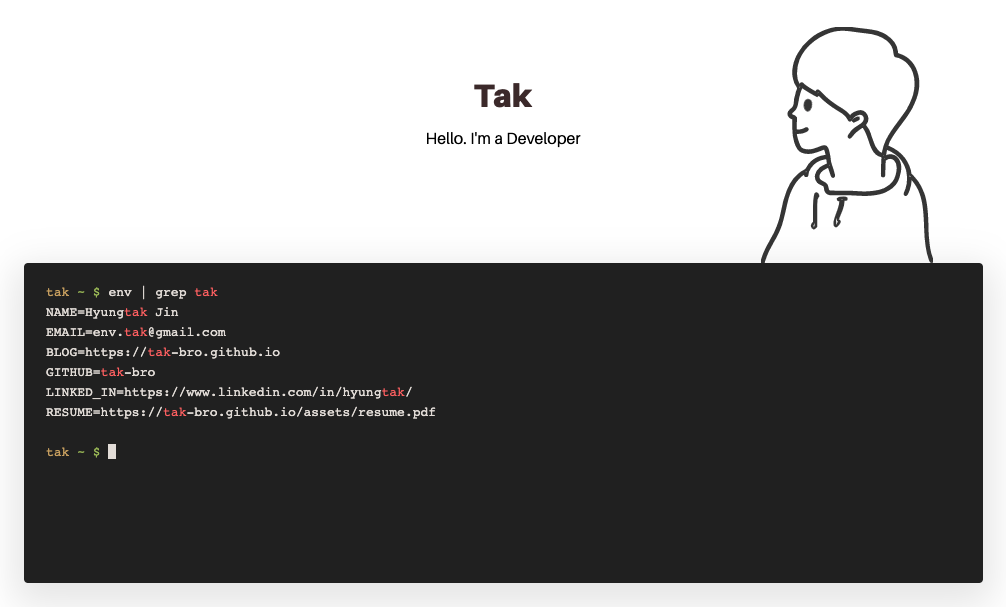 Tak
Hello. I'm a Developer
tak ~ $ env | grep tak
NAME=Hyungtak Jin
EMAIL=env.tak@gmail.com
BLOG=https://tak-bro.github.io
GITHUB=tak-bro
LINKED_IN=https://www.linkedin.com/in/hyungtak/
RESUME=https://tak-bro.github.io/assets/resume.pdf
tak ~ $